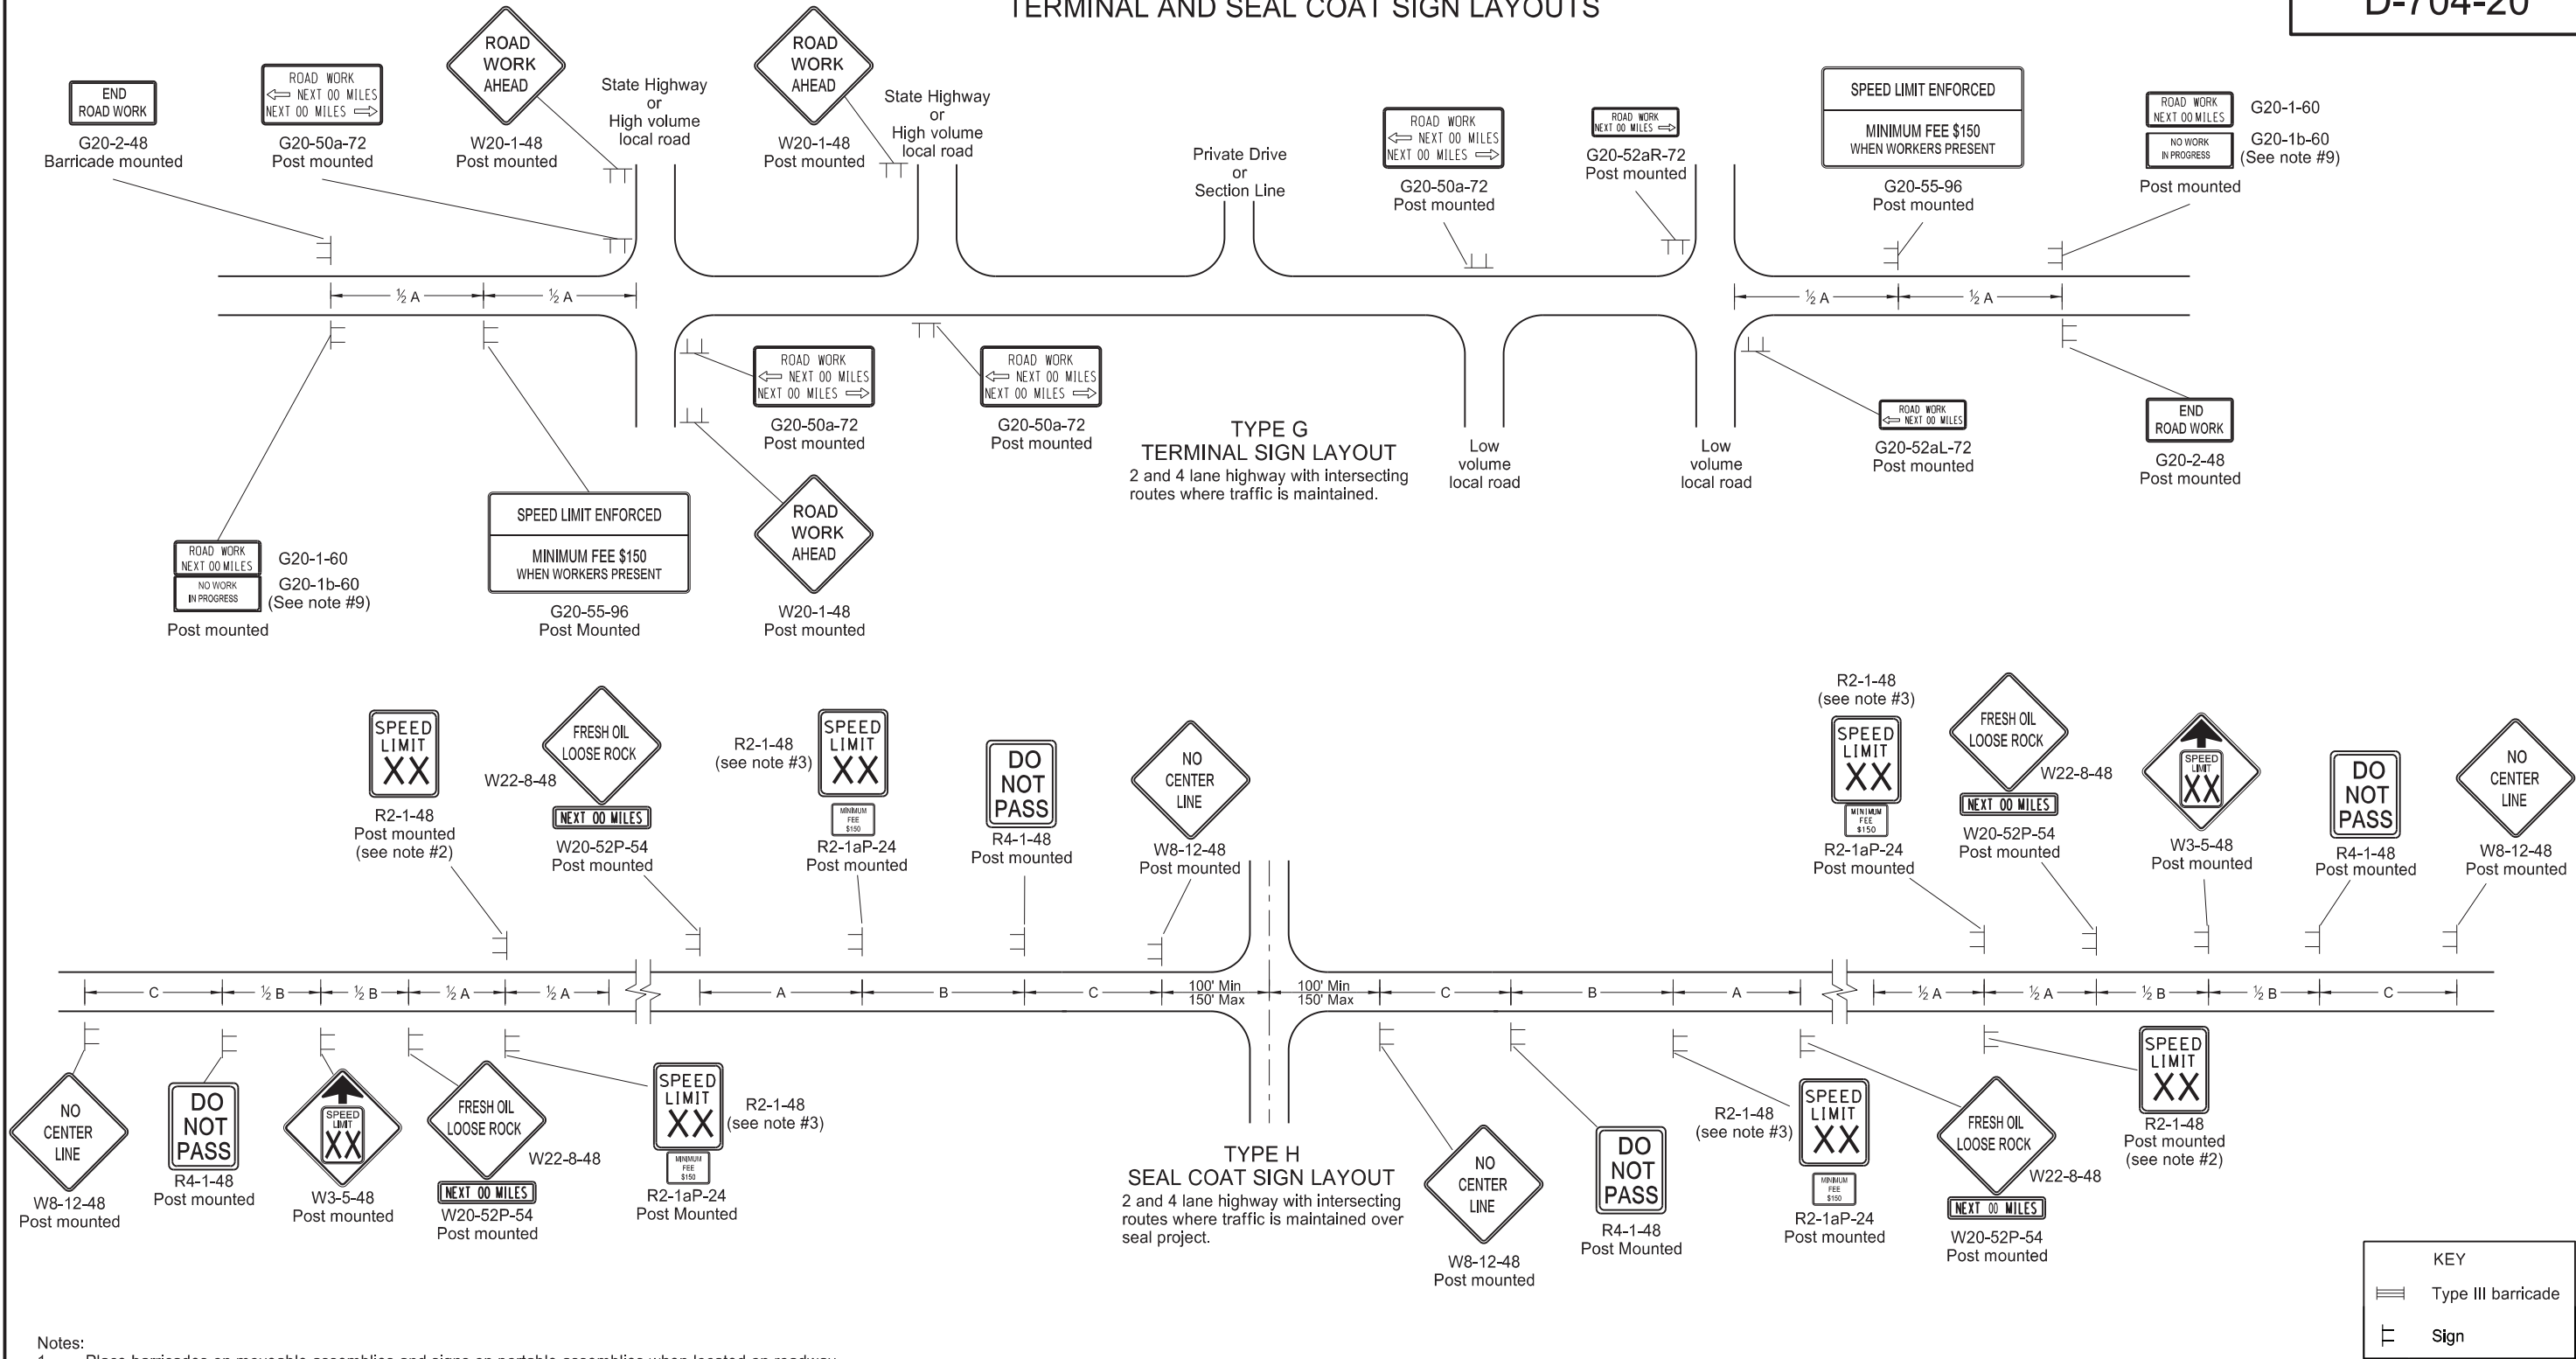 TERMINAL AND SEAL COAT SIGN LAYOUTS
D-704-20
END
ROAD WORK
G20-2-48
Barricade mounted
ROAD WORK
NEXT 00 MILES
NEXT 00 MILES
G20-50a-72
Post mounted
ROAD
WORK
AHEAD
W20-1-48
Post mounted
State Highway
or
High volume
local road
ROAD
WORK
AHEAD
W20-1-48
Post mounted
State Highway
or
High volume
local road
Private Drive
or
Section Line
ROAD WORK
NEXT 00 MILES
NEXT 00 MILES
G20-50a-72
Post mounted
ROAD WORK
NEXT 00 MILES
G20-52aR-72
Post mounted
SPEED LIMIT ENFORCED
MINIMUM FEE $150
WHEN WORKERS PRESENT
G20-55-96
Post mounted
ROAD WORK
NEXT 00 MILES
G20-1-60
NO WORK
IN PROGRESS
G20-1b-60
(See note #9)
Post mounted
½ A
½ A
½ A
½ A
ROAD WORK
NEXT 00 MILES
NEXT 00 MILES
G20-50a-72
Post mounted
ROAD WORK
NEXT 00 MILES
NEXT 00 MILES
G20-50a-72
Post mounted
TYPE G
TERMINAL SIGN LAYOUT
2 and 4 lane highway with intersecting
routes where traffic is maintained.
Low
volume
local road
Low
volume
local road
ROAD WORK
NEXT 00 MILES
G20-52aL-72
Post mounted
END
ROAD WORK
G20-2-48
Post mounted
ROAD WORK
NEXT 00 MILES
G20-1-60
NO WORK
IN PROGRESS
G20-1b-60
(See note #9)
Post mounted
SPEED LIMIT ENFORCED
MINIMUM FEE $150
WHEN WORKERS PRESENT
G20-55-96
Post Mounted
ROAD
WORK
AHEAD
W20-1-48
Post mounted
SPEED
LIMIT
XX
R2-1-48
Post mounted
(see note #2)
FRESH OIL
LOOSE ROCK
W22-8-48
NEXT 00 MILES
W20-52P-54
Post mounted
R2-1-48
(see note #3)
SPEED
LIMIT
XX
MINIMUM
FEE
$150
R2-1aP-24
Post mounted
DO
NOT
PASS
R4-1-48
Post mounted
NO
CENTER
LINE
W8-12-48
Post mounted
R2-1-48
(see note #3)
SPEED
LIMIT
XX
MINIMUM
FEE
$150
R2-1aP-24
Post mounted
FRESH OIL
LOOSE ROCK
W22-8-48
NEXT 00 MILES
W20-52P-54
Post mounted
SPEED
LIMIT
XX
W3-5-48
Post mounted
DO
NOT
PASS
R4-1-48
Post mounted
NO
CENTER
LINE
W8-12-48
Post mounted
C
½ B
½ B
½ A
½ A
A
B
C
100' Min
150' Max
100' Min
150' Max
C
B
A
½ A
½ A
½ B
½ B
C
NO
CENTER
LINE
W8-12-48
Post mounted
DO
NOT
PASS
R4-1-48
Post mounted
SPEED
LIMIT
XX
W3-5-48
Post mounted
FRESH OIL
LOOSE ROCK
W22-8-48
NEXT 00 MILES
W20-52P-54
Post mounted
SPEED
LIMIT
XX
R2-1-48
(see note #3)
MINIMUM
FEE
$150
R2-1aP-24
Post Mounted
TYPE H
SEAL COAT SIGN LAYOUT
2 and 4 lane highway with intersecting
routes where traffic is maintained over
seal project.
NO
CENTER
LINE
W8-12-48
Post mounted
DO
NOT
PASS
R4-1-48
Post Mounted
R2-1-48
(see note #3)
SPEED
LIMIT
XX
MINIMUM
FEE
$150
R2-1aP-24
Post mounted
FRESH OIL
LOOSE ROCK
W22-8-48
NEXT 00 MILES
W20-52P-54
Post mounted
SPEED
LIMIT
XX
R2-1-48
Post mounted
(see note #2)
KEY
Type III barricade
Sign
Notes:
1. Place barricades on moveable assemblies and signs on portable assemblies when located on roadway.